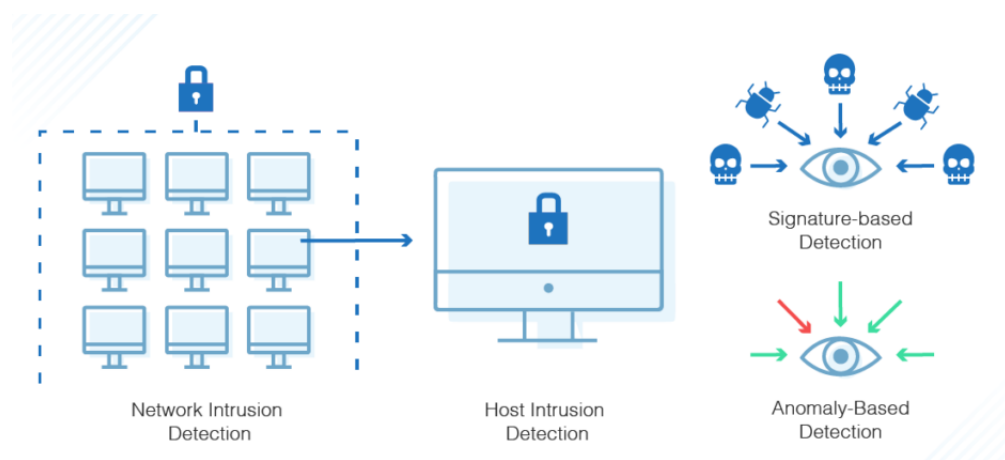 Network Intrusion
Detection
Host Intrusion
Detection
Signature-based
Detection
Anomaly-Based
Detection